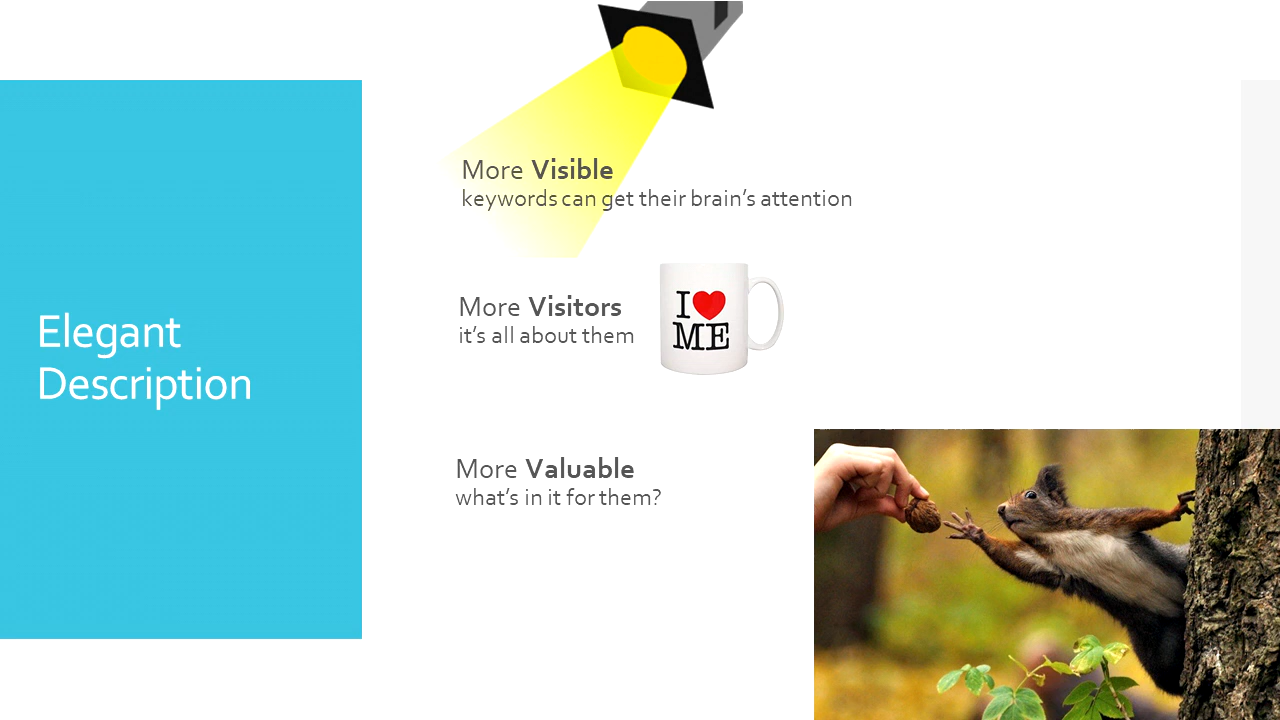 Elegant
Description
More Visible
keywords can get their brain’s attention
More Visitors
it’s all about them
I ❤ ME
More Valuable
what’s in it for them?